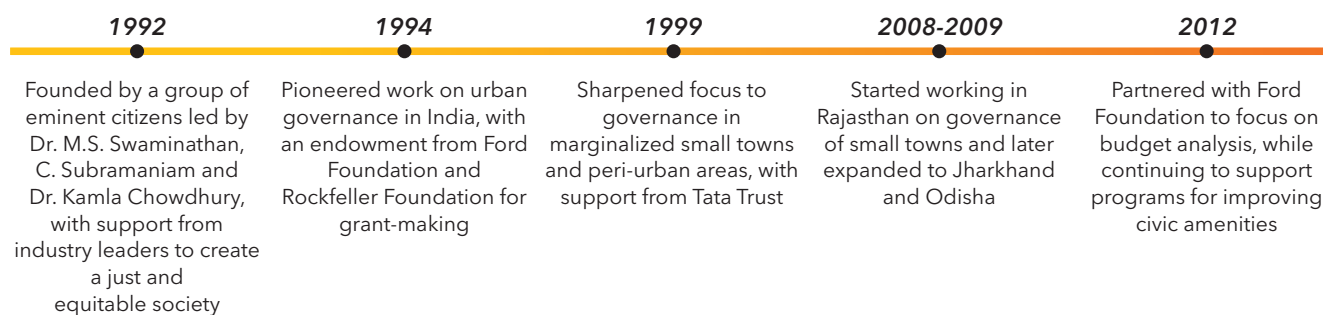 1992
Founded by a group of
eminent citizens led by
Dr. M.S. Swaminathan,
C. Subramaniam and
Dr. Kamla Chowdhury,
with support from
industry leaders to create
a just and
equitable society
1994
Pioneered work on urban
governance in India, with
an endowment from Ford
Foundation and
Rockfeller Foundation for
grant-making
1999
Sharpened focus to
governance in
marginalized small towns
and peri-urban areas, with
support from Tata Trust
2008-2009
Started working in
Rajasthan on governance
of small towns and later
expanded to Jharkhand
and Odisha
2012
Partnered with Ford
Foundation to focus on
budget analysis, while
continuing to support
programs for improving
civic amenities